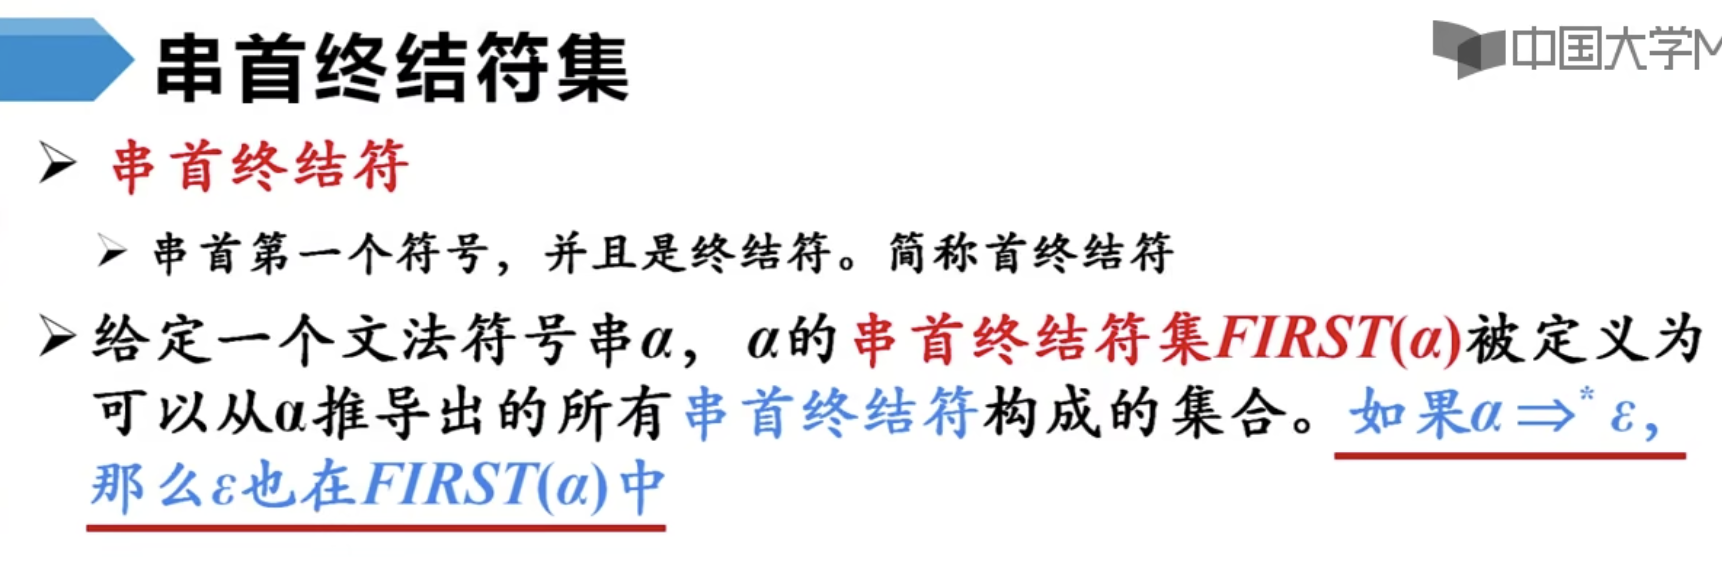 串首终结符集
中国大学M
串首终结符
串首第一个符号，并且是终结符。简称首终结符
给定一个文法符号串α，α的串首终结符集FIRST(α)被定义为
可以从α推导出的所有串首终结符构成的集合。如果α ⇒* ε，
那么ε也在FIRST(α)中